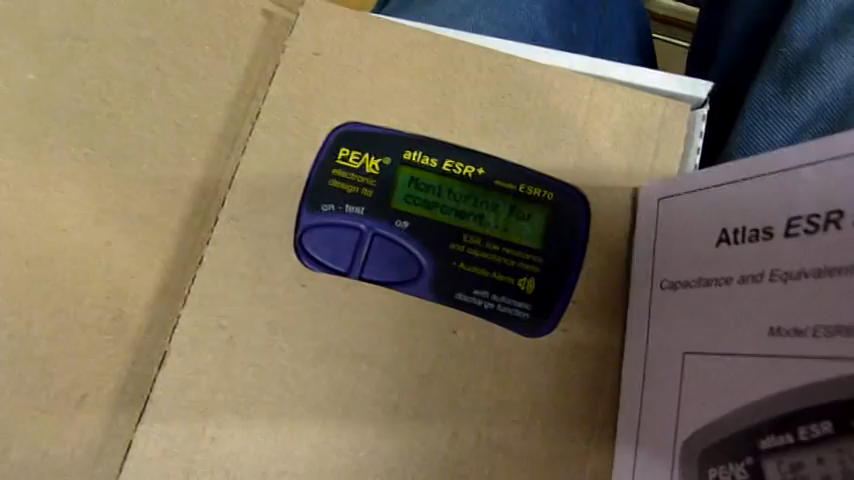 PEAK®
electronic
design ltd
atlas ESR+
model ESR70
Monitoring for
component...
on - test
off
ESR, low resistance
and capacitance meter
+ Audible Alarm
with automatic
discharge function
Atlas ESR
Capacitance and Equivalent
Model ESR6
atlas ESR
PEAK®